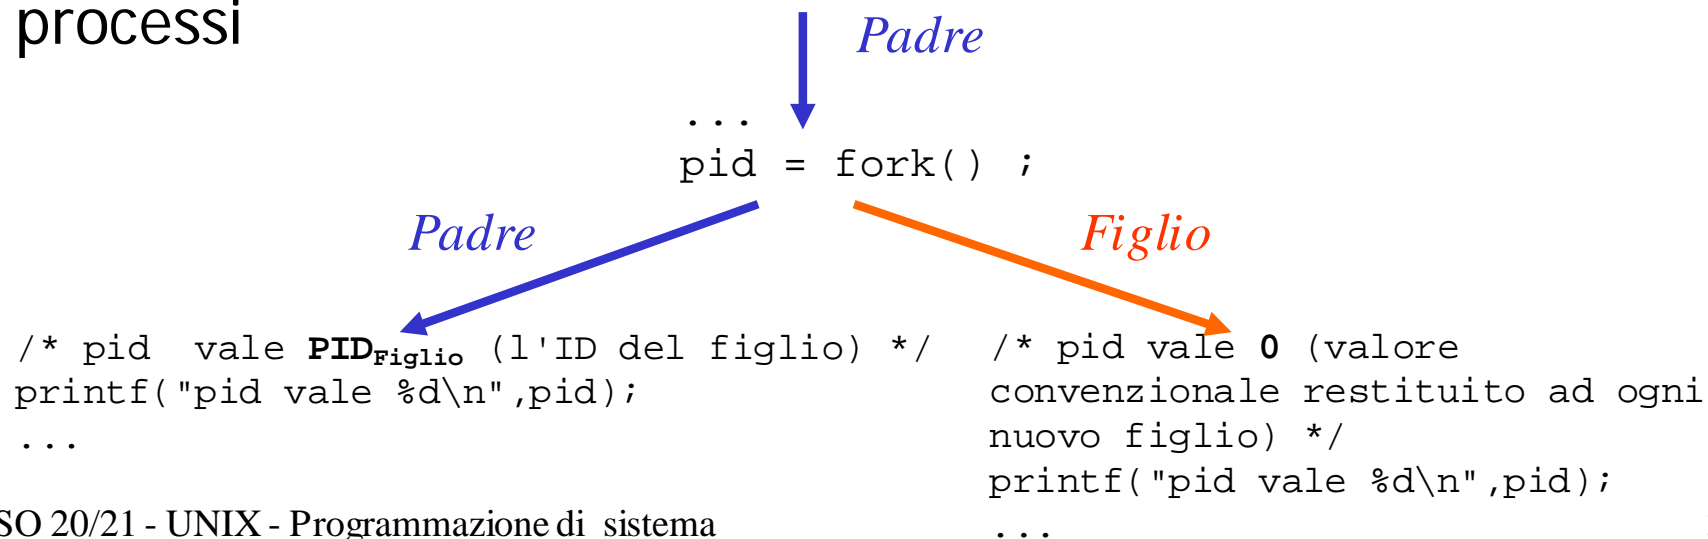 processi
Padre
...
pid = fork() ;
Padre
Figlio
/* pid vale PIDFiglio (l'ID del figlio) */
printf("pid vale %d\n",pid);
...
/* pid vale 0 (valore
convenzionale restituito ad ogni
nuovo figlio) */
printf("pid vale %d\n",pid);
...
SO 20/21 - UNIX - Programmazione di sistema